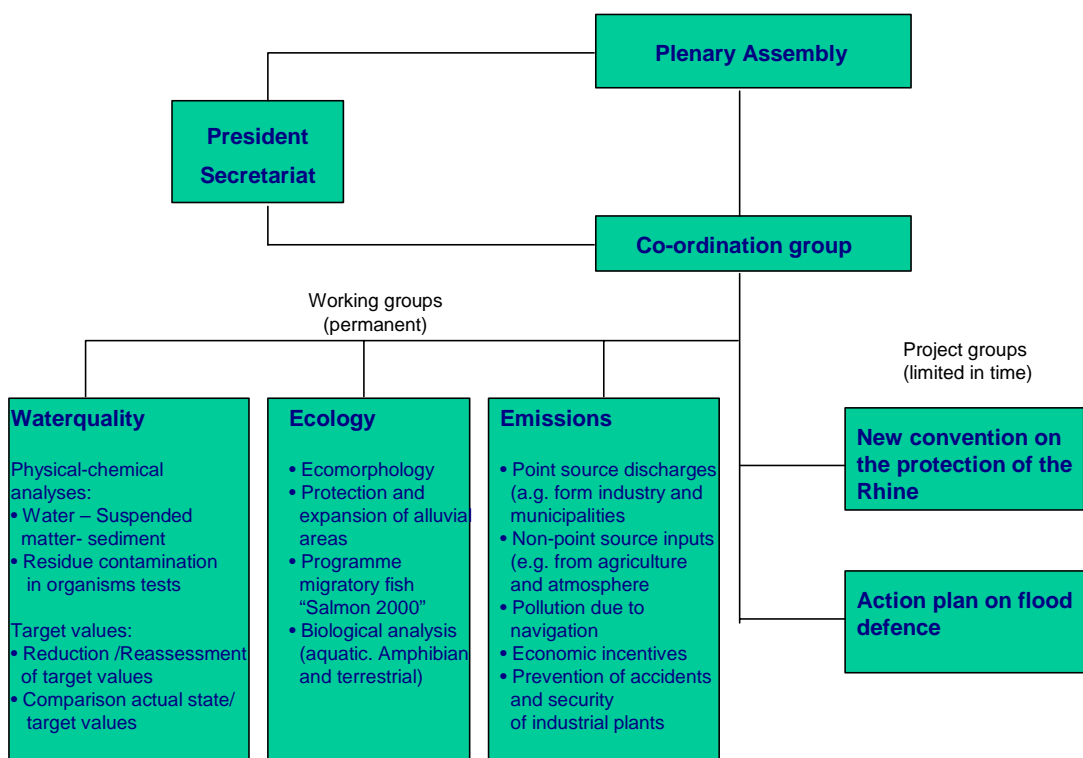 Plenary Assembly
President
Secretariat
Co-ordination group
Working groups
(permanent)
Project groups
(limited in time)
Waterquality
Physical-chemical
analyses:
• Water – Suspended
matter- sediment
• Residue contamination
in organisms tests
Target values:
• Reduction /Reassessment
of target values
• Comparison actual state/
target values
Ecology
• Ecomorphology
• Protection and
expansion of alluvial
areas
• Programme
migratory fish
“Salmon 2000”
• Biological analysis
(aquatic. Amphibian
and terrestrial)
Emissions
• Point source discharges
(a.g. form industry and
municipalities
• Non-point source inputs
(e.g. from agriculture
and atmosphere
• Pollution due to
navigation
• Economic incentives
• Prevention of accidents
and security
of industrial plants
New convention on
the protection of the
Rhine
Action plan on flood
defence